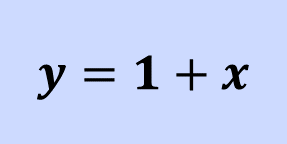 y = 1 + x